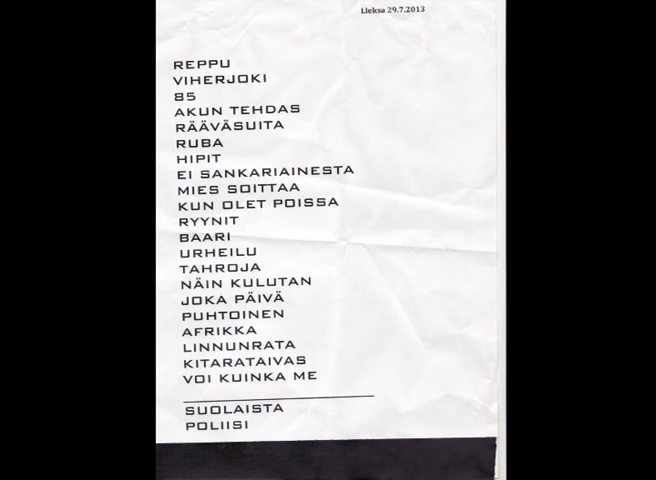 Lieksa 29.7.2013
REPPU
VIHERJOKI
85
AKUN TEHDAS
RÄÄVÄSUITA
RUBA
HIPIT
EI SANKARIAINESTA
MIES SOITTAA
KUN OLET POISSA
RYYNIT
BAARI
URHEILU
TAHROJA
NÄIN KULUTAN
JOKA PÄIVÄ
PUHTOINEN
AFRIKKA
LINNUNRATA
KITARATAIVAS
VOI KUINKA ME
SUOLAISTA
POLIISI